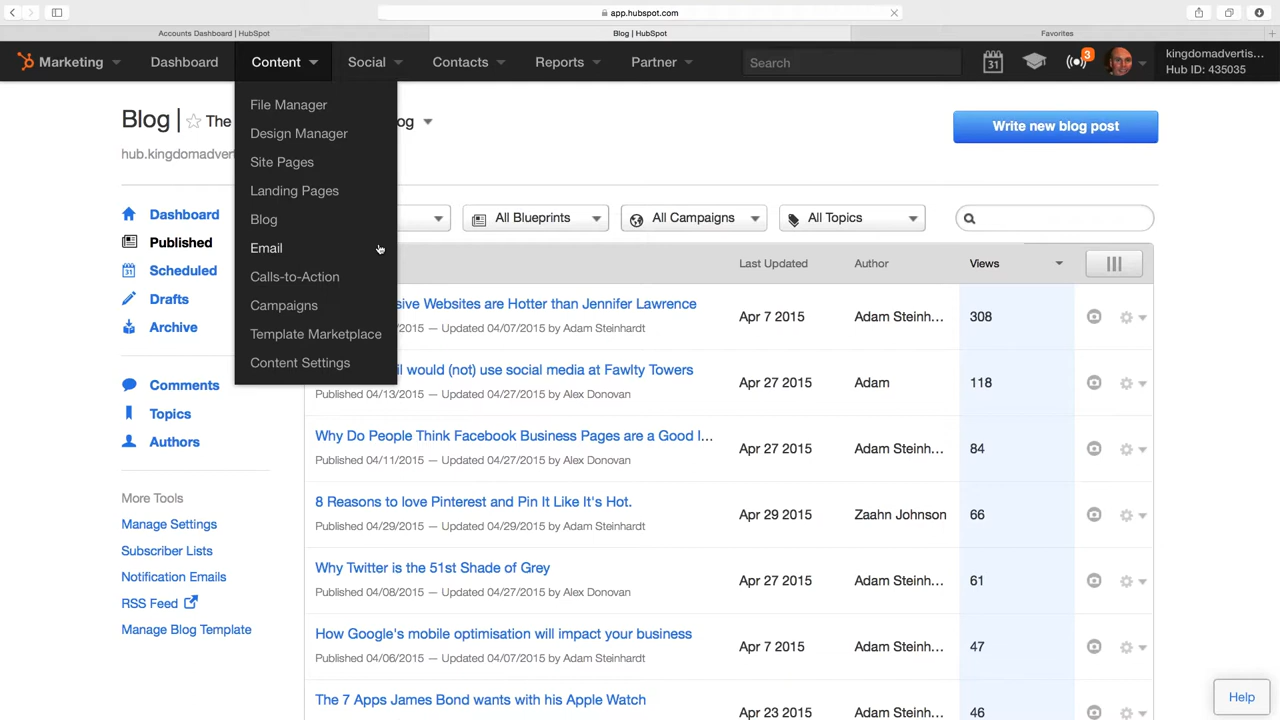 app.hubspot.com
Accounts Dashboard | HubSpot
Blog | HubSpot
Favorites
Marketing
Dashboard
Content
Social
Contacts
Reports
Partner
Search
31
3
kingdomadvertis...
Hub ID: 435035
File Manager
Design Manager
Site Pages
Landing Pages
Blog
Email
Calls-to-Action
Campaigns
Template Marketplace
Content Settings
Blog | The
og
hub.kingdomadvert
Write new blog post
Dashboard
Published
31 Scheduled
Drafts
Archive
Comments
Topics
Authors
More Tools
Manage Settings
Subscriber Lists
Notification Emails
RSS Feed
Manage Blog Template
All Blueprints
All Campaigns
All Topics
Last Updated
Author
Views
sive Websites are Hotter than Jennifer Lawrence
2015 — Updated 04/07/2015 by Adam Steinhardt
Apr 7 2015
Adam Steinh...
308
il would (not) use social media at Fawlty Towers
Published 04/13/2015 — Updated 04/27/2015 by Alex Donovan
Apr 27 2015
Adam
118
Why Do People Think Facebook Business Pages are a Good I...
Published 04/11/2015 — Updated 04/27/2015 by Alex Donovan
Apr 27 2015
Adam Steinh...
84
8 Reasons to love Pinterest and Pin It Like It's Hot.
Published 04/29/2015 — Updated 04/29/2015 by Adam Steinhardt
Apr 29 2015
Zaahn Johnson
66
Why Twitter is the 51st Shade of Grey
Published 04/08/2015 — Updated 04/27/2015 by Alex Donovan
Apr 27 2015
Adam Steinh...
61
How Google's mobile optimisation will impact your business
Published 04/06/2015 — Updated 04/07/2015 by Adam Steinhardt
Apr 7 2015
Adam Steinh...
47
The 7 Apps James Bond wants with his Apple Watch
Apr 23 2015
Adam Steinh...
46
Help